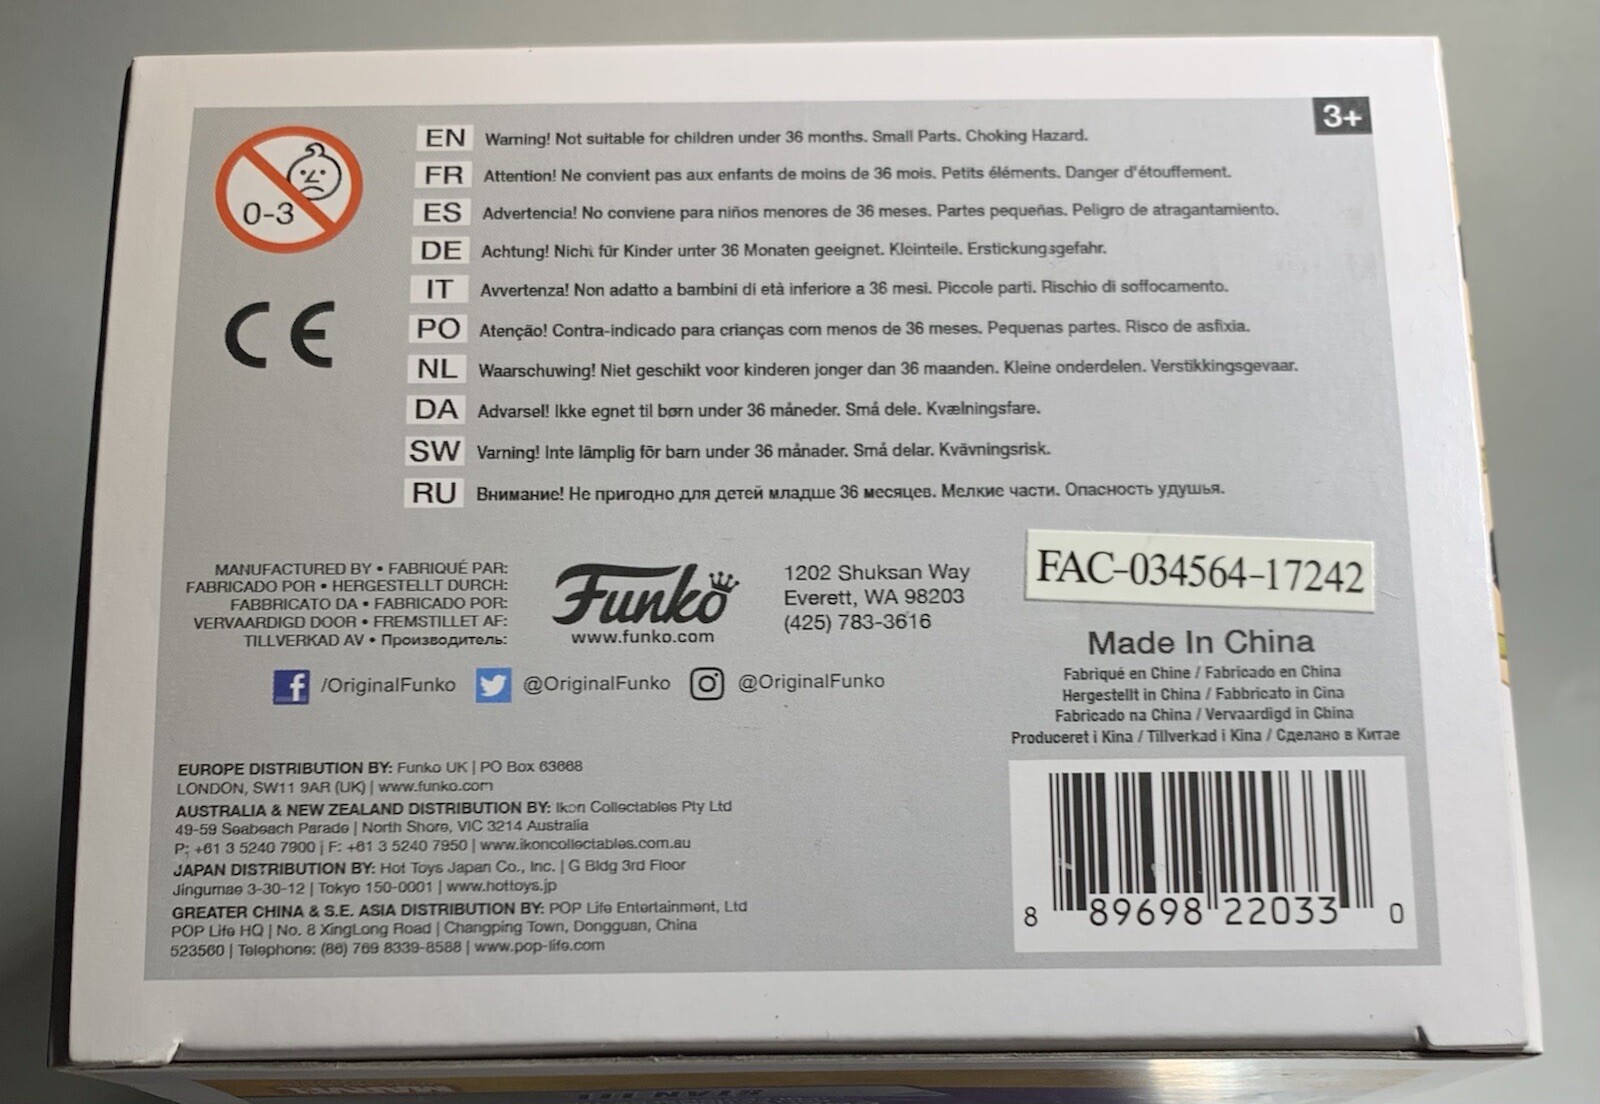 3+
0-3
EN Warning! Not suitable for children under 36 months. Small Parts. Choking Hazard.
FR Attention! Ne convient pas aux enfants de moins de 36 mois. Petits éléments. Danger d'étouffement.
ES Advertencia! No conviene para niños menores de 36 meses. Partes pequeñas. Peligro de atragantamiento.
DE Achtung! Nicht für Kinder unter 36 Monaten geeignet. Kleinteile. Erstickungsgefahr.
IT Avvertenza! Non adatto a bambini di età inferiore a 36 mesi. Piccole parti. Rischio di soffocamento.
PO Atenção! Contra-indicado para crianças com menos de 36 meses. Pequenas partes. Risco de asfixia.
NL Waarschuwing! Niet geschikt voor kinderen jonger dan 36 maanden. Kleine onderdelen. Verstikkingsgevaar.
DA Advarsel! Ikke egnet til børn under 36 måneder. Små dele. Kvælningsfare.
SW Varning! Inte lämplig för barn under 36 månader. Små delar. Kvävningsrisk.
RU Внимание! Не пригодно для детей младше 36 месяцев. Мелкие части. Опасность удушья.
CE
MANUFACTURED BY • FABRIQUÉ PAR:
FABRICADO POR • HERGESTELLT DURCH:
FABBRICATO DA • FABRICADO POR:
VERVAARDIGD DOOR • FREMSTILLET AF:
TILLVERKAD AV • Производитель:
Funko
www.funko.com
1202 Shuksan Way
Everett, WA 98203
(425) 783-3616
/OriginalFunko @OriginalFunko @OriginalFunko
FAC-034564-17242
Made In China
Fabriqué en Chine / Fabricado en China
Hergestellt in China / Fabbricato in Cina
Fabricado na China / Vervaardigd in China
Produceret i Kina / Tillverkad i Kina / Сделано в Китае
EUROPE DISTRIBUTION BY: Funko UK | PO Box 63668
LONDON, SW11 9AR (UK) | www.funko.com
AUSTRALIA & NEW ZEALAND DISTRIBUTION BY: Ikon Collectables Pty Ltd
49-59 Seabeach Parade | North Shore, VIC 3214 Australia
P: +61 3 5240 7900 | F: +61 3 5240 7950 | www.ikoncollectables.com.au
JAPAN DISTRIBUTION BY: Hot Toys Japan Co., Inc. | G Bldg 3rd Floor
Jingumae 3-30-12 | Tokyo 150-0001 | www.hottoys.jp
GREATER CHINA & S.E. ASIA DISTRIBUTION BY: POP Life Entertainment, Ltd
POP Life HQ | No. 8 XingLong Road | Changping Town, Dongguan, China
523560 | Telephone: (86) 769 8339-8588 | www.pop-life.com
8 89698 22033 0